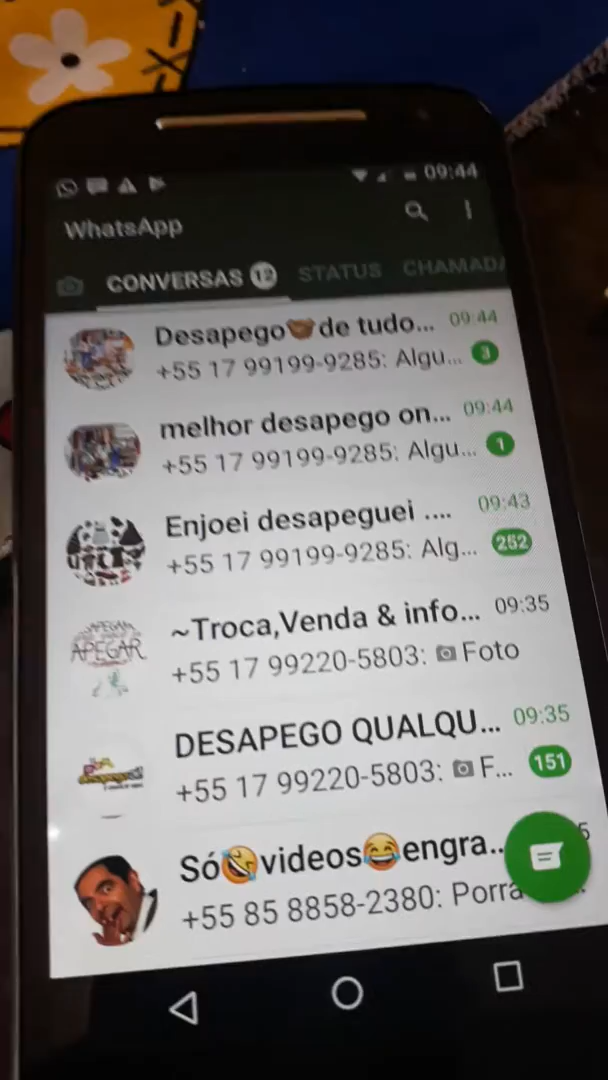 09:44
WhatsApp
CONVERSAS 12 STATUS CHAMADA
Desapego🤝de tudo... 09:44
+55 17 99199-9285: Algu... 3
melhor desapego on... 09:44
+55 17 99199-9285: Algu... 1
Enjoei desapeguei .... 09:43
+55 17 99199-9285: Alg... 252
~Troca,Venda & info... 09:35
APEGAR
+55 17 99220-5803: 📷 Foto
DESAPEGO QUALQU... 09:35
+55 17 99220-5803: 📷 F... 151
Só🤣videos😂engra... 5
+55 85 8858-2380: Porra